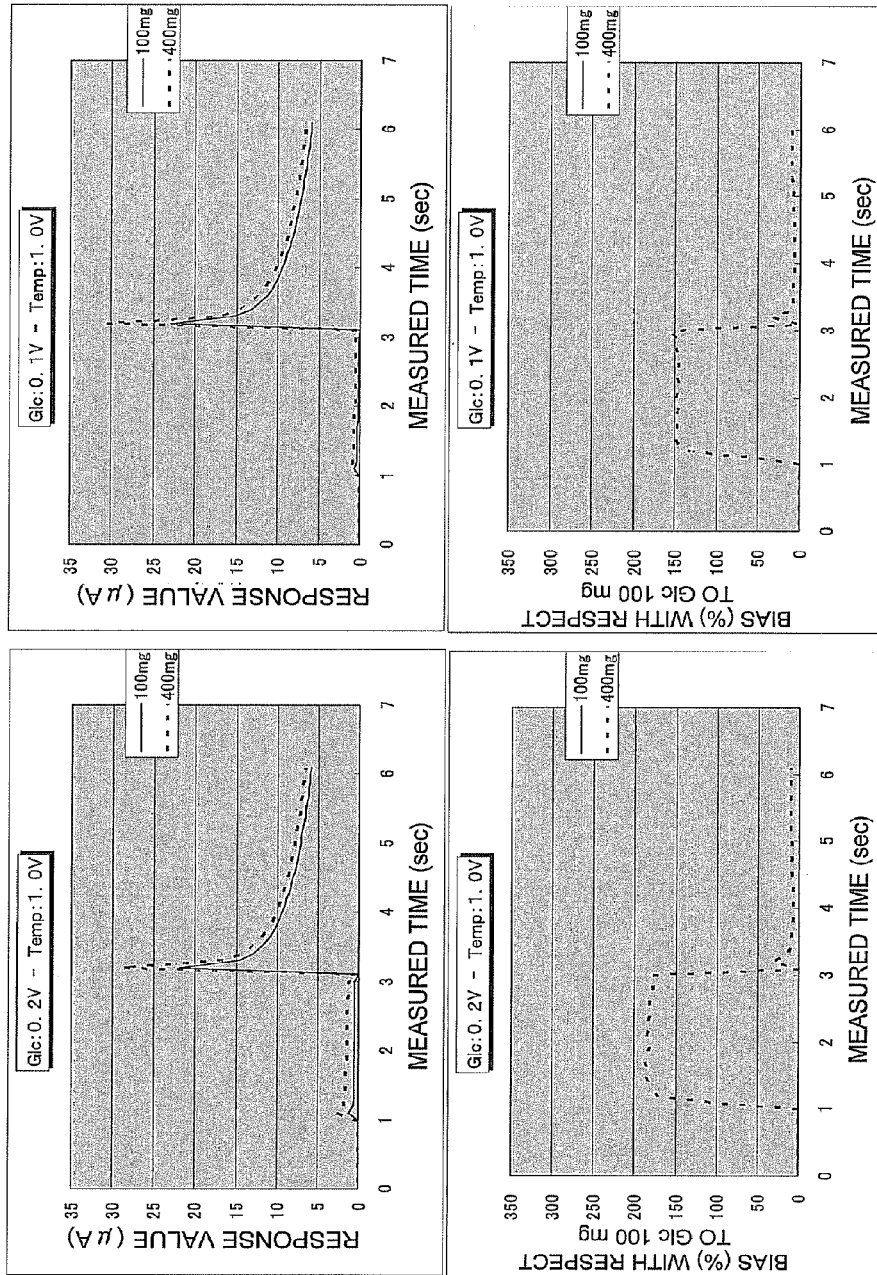 Glc:0. 2V - Temp:1. 0V
RESPONSE VALUE (μA)
35
30
25
20
15
10
5
0
0 1 2 3 4 5 6 7
MEASURED TIME (sec)
100mg
400mg
Glc:0. 1V - Temp:1. 0V
RESPONSE VALUE (μA)
35
30
25
20
15
10
5
0
0 1 2 3 4 5 6 7
MEASURED TIME (sec)
100mg
400mg
Glc:0. 2V - Temp:1. 0V
BIAS (%) WITH RESPECT
TO Glc 100 mg
350
300
250
200
150
100
50
0
0 1 2 3 4 5 6 7
MEASURED TIME (sec)
100mg
400mg
Glc:0. 1V - Temp:1. 0V
BIAS (%) WITH RESPECT
TO Glc 100 mg
350
300
250
200
150
100
50
0
0 1 2 3 4 5 6 7
MEASURED TIME (sec)
100mg
400mg